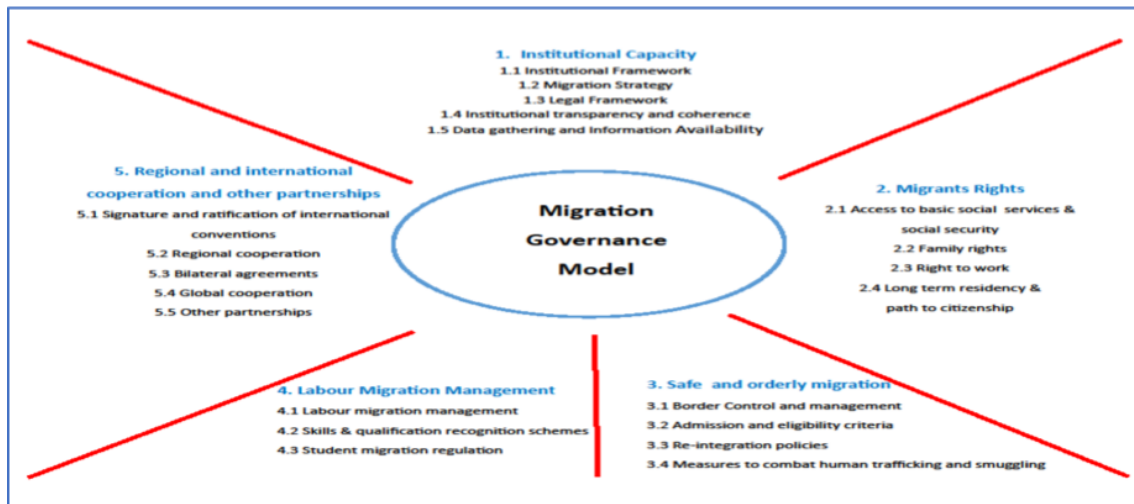 1. Institutional Capacity
1.1 Institutional Framework
1.2 Migration Strategy
1.3 Legal Framework
1.4 Institutional transparency and coherence
1.5 Data gathering and Information Availability
5. Regional and international
cooperation and other partnerships
5.1 Signature and ratification of international
conventions
5.2 Regional cooperation
5.3 Bilateral agreements
5.4 Global cooperation
5.5 Other partnerships
Migration
Governance
Model
2. Migrants Rights
2.1 Access to basic social services &
social security
2.2 Family rights
2.3 Right to work
2.4 Long term residency &
path to citizenship
4. Labour Migration Management
4.1 Labour migration management
4.2 Skills & qualification recognition schemes
4.3 Student migration regulation
3. Safe and orderly migration
3.1 Border Control and management
3.2 Admission and eligibility criteria
3.3 Re-integration policies
3.4 Measures to combat human trafficking and smuggling